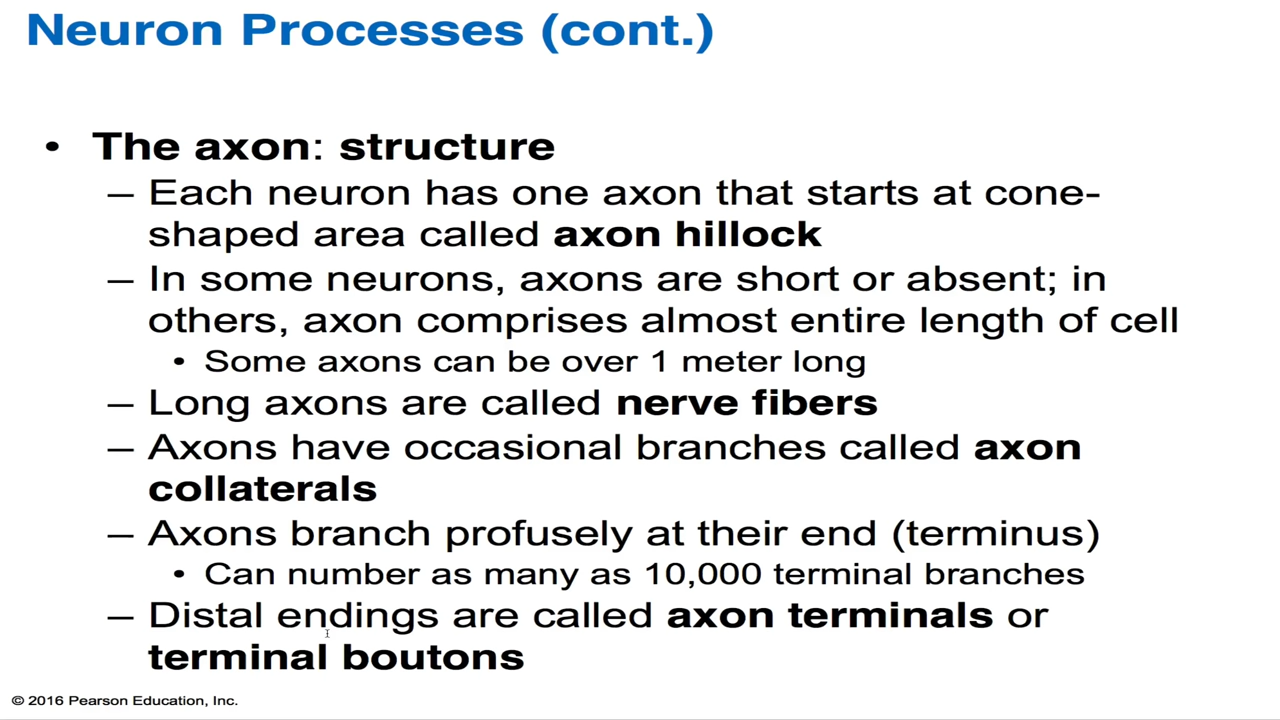 Neuron Processes (cont.)
• The axon: structure
– Each neuron has one axon that starts at cone-
shaped area called axon hillock
– In some neurons, axons are short or absent; in
others, axon comprises almost entire length of cell
• Some axons can be over 1 meter long
– Long axons are called nerve fibers
– Axons have occasional branches called axon
collaterals
– Axons branch profusely at their end (terminus)
• Can number as many as 10,000 terminal branches
– Distal endings are called axon terminals or
terminal boutons
© 2016 Pearson Education, Inc.